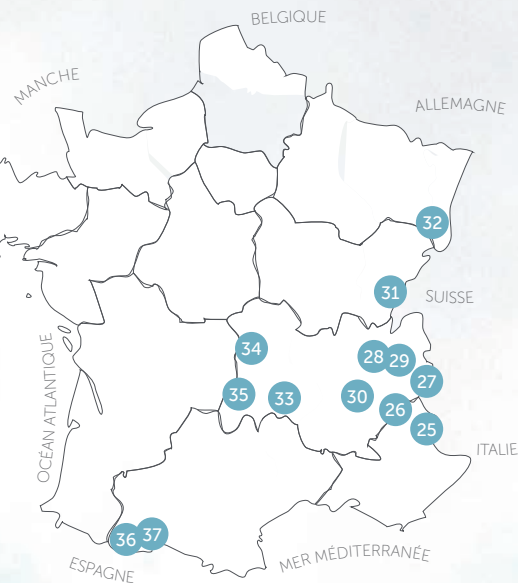 BELGIQUE
MANCHE
ALLEMAGNE
32
31
SUISSE
34
28
29
27
35
33
30
26
25
OCÉAN ATLANTIQUE
ITALIE
36
37
MER MÉDITERRANÉE
ESPAGNE